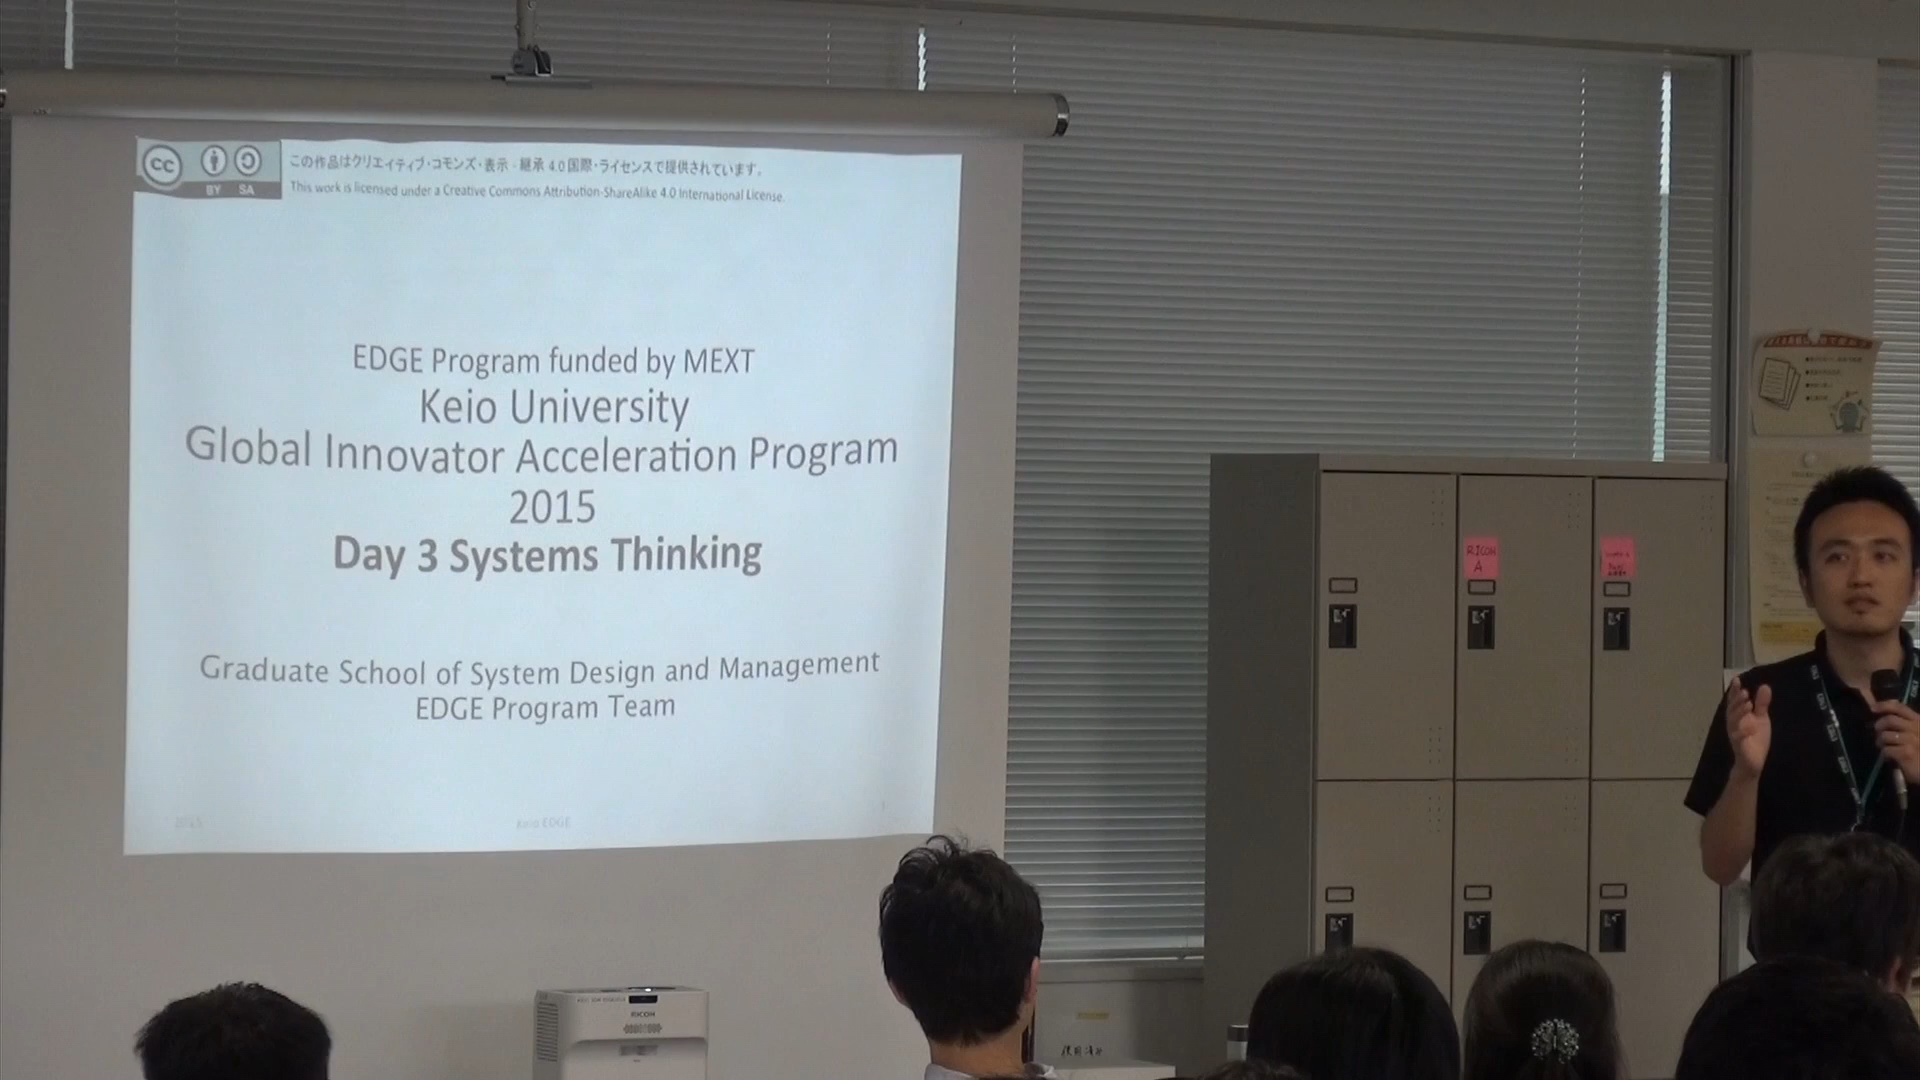 cc
BY SA
この作品はクリエイティブ・コモンズ・表示 - 継承 4.0 国際・ライセンスで提供されています。
This work is licensed under a Creative Commons Attribution-ShareAlike 4.0 International License.
EDGE Program funded by MEXT
Keio University
Global Innovator Acceleration Program
2015
Day 3 Systems Thinking
Graduate School of System Design and Management
EDGE Program Team
2015
Keio EDGE
RICOH
A
RICOH